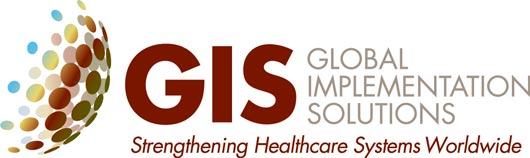 GIS
GLOBAL
IMPLEMENTATION
SOLUTIONS
Strengthening Healthcare Systems Worldwide